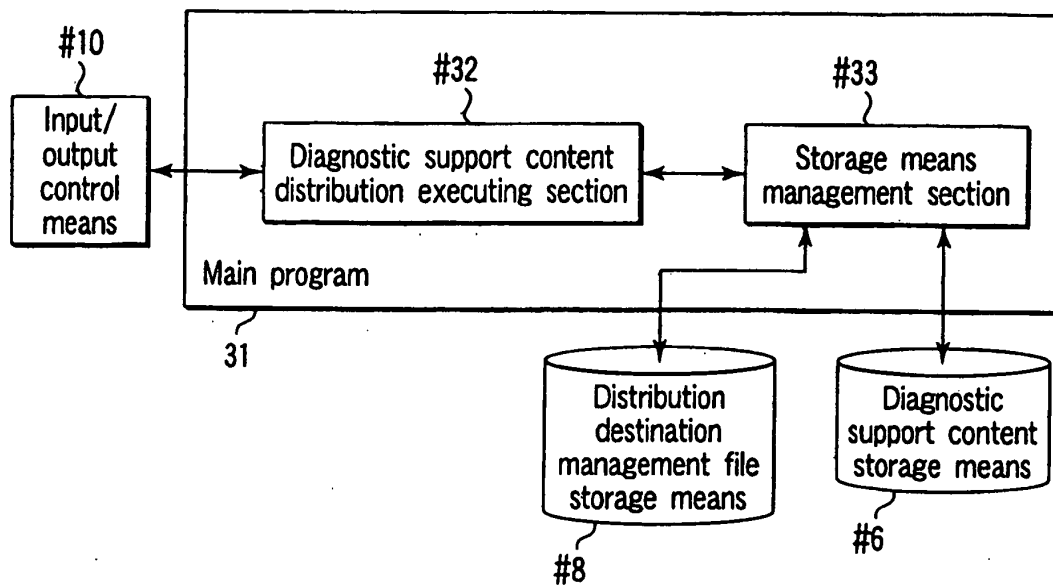 #10
Input/
output
control
means
#32
Diagnostic support content
distribution executing section
#33
Storage means
management section
Main program
31
Distribution
destination
management file
storage means
#8
Diagnostic
support content
storage means
#6